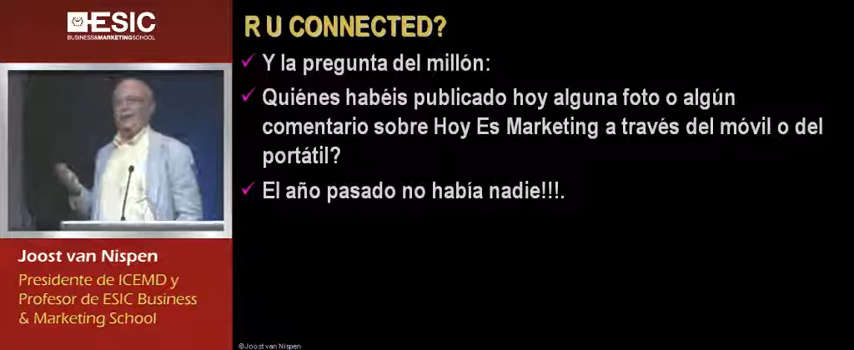 ESIC
BUSINESS&MARKETINGSCHOOL
Joost van Nispen
Presidente de ICEMD y
Profesor de ESIC Business
& Marketing School
R U CONNECTED?
✓ Y la pregunta del millón:
✓ Quiénes habéis publicado hoy alguna foto o algún
comentario sobre Hoy Es Marketing a través del móvil o del
portátil?
✓ El año pasado no había nadie!!!.
©Joost van Nispen